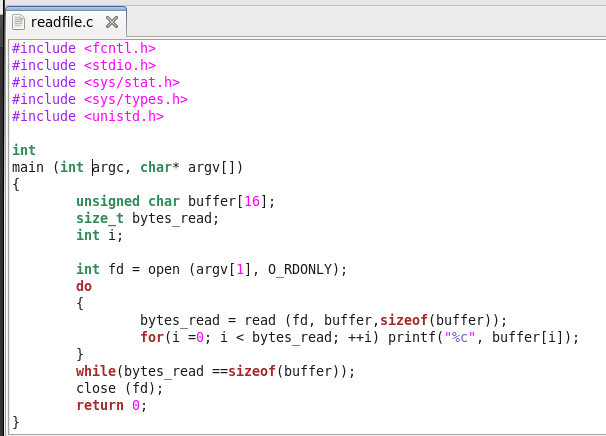 readfile.c
#include <fcntl.h>
#include <stdio.h>
#include <sys/stat.h>
#include <sys/types.h>
#include <unistd.h>
int
main (int argc, char* argv[])
{
unsigned char buffer[16];
size_t bytes_read;
int i;
int fd = open (argv[1], O_RDONLY);
do
{
bytes_read = read (fd, buffer,sizeof(buffer));
for(i =0; i < bytes_read; ++i) printf("%c", buffer[i]);
}
while(bytes_read ==sizeof(buffer));
close (fd);
return 0;
}